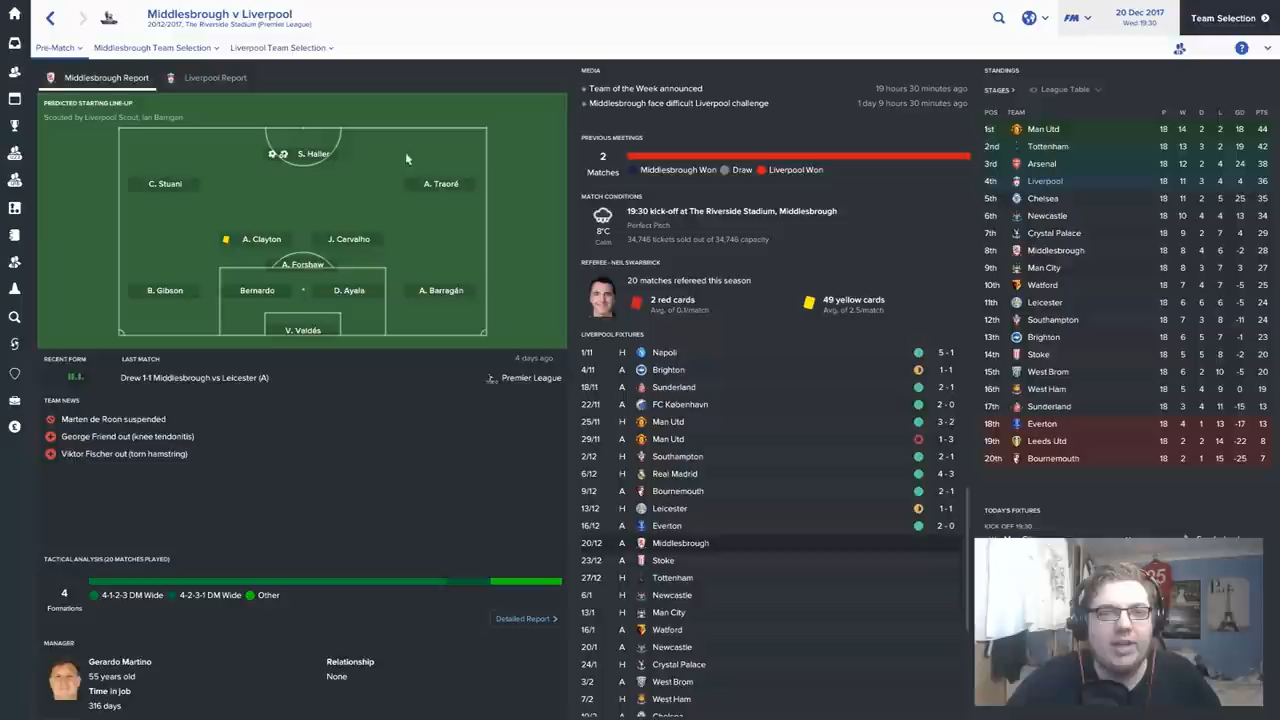 Middlesbrough v Liverpool
20/12/2017, The Riverside Stadium (Premier League)
FM
20 Dec 2017
Wed 19:30
Team Selection
Pre-Match
Middlesbrough Team Selection
Liverpool Team Selection
Middlesbrough Report
Liverpool Report
PREDICTED STARTING LINE-UP
Scouted by Liverpool Scout, Ian Barrigan
S. Haller
C. Stuani
A. Traoré
A. Clayton
J. Carvalho
A. Forshaw
B. Gibson
Bernardo
D. Ayala
A. Barragán
V. Valdés
RECENT FORM
LAST MATCH
4 days ago
Drew 1-1 Middlesbrough vs Leicester (A)
Premier League
TEAM NEWS
Marten de Roon suspended
George Friend out (knee tendonitis)
Viktor Fischer out (torn hamstring)
TACTICAL ANALYSIS (20 MATCHES PLAYED)
4
Formations
4-1-2-3 DM Wide
4-2-3-1 DM Wide
Other
Detailed Report
MANAGER
Gerardo Martino
55 years old
Time in job
316 days
Relationship
None
MEDIA
Team of the Week announced
19 hours 30 minutes ago
Middlesbrough face difficult Liverpool challenge
1 day 9 hours 30 minutes ago
PREVIOUS MEETINGS
2
Matches
Middlesbrough Won
Draw
Liverpool Won
MATCH CONDITIONS
8°C
Calm
19:30 kick-off at The Riverside Stadium, Middlesbrough
Perfect Pitch
34,746 tickets sold out of 34,746 capacity
REFEREE - NEIL SWARBRICK
20 matches refereed this season
2 red cards
Avg. of 0.1/match
49 yellow cards
Avg. of 2.5/match
LIVERPOOL FIXTURES
1/11 H Napoli 5 - 1
4/11 A Brighton 1 - 1
18/11 A Sunderland 2 - 1
22/11 A FC København 2 - 0
25/11 H Man Utd 3 - 2
29/11 A Man Utd 1 - 3
2/12 H Southampton 2 - 1
6/12 H Real Madrid 4 - 3
9/12 A Bournemouth 2 - 1
13/12 H Leicester 1 - 1
16/12 A Everton 2 - 0
20/12 A Middlesbrough
23/12 A Stoke
27/12 H Tottenham
6/1 H Newcastle
13/1 H Man City
16/1 A Watford
20/1 A Newcastle
24/1 H Crystal Palace
3/2 A West Brom
7/2 H West Ham
STANDINGS
STAGES
League Table
POS TEAM P W D L GD PTS
1st Man Utd 18 14 2 2 18 44
2nd Tottenham 18 13 3 2 19 42
3rd Arsenal 18 12 2 4 24 38
4th Liverpool 18 11 3 4 4 36
5th Chelsea 18 11 2 5 25 35
6th Newcastle 18 10 4 4 13 34
7th Crystal Palace 18 9 2 7 4 29
8th Middlesbrough 18 8 4 6 -2 28
9th Man City 18 8 3 7 3 27
10th Watford 18 7 4 7 -5 25
11th Leicester 18 6 6 6 -5 24
12th Southampton 18 7 3 8 -11 24
13th Brighton 18 6 5 7 -1 23
14th Stoke 18 5 5 8 -2 20
15th West Brom 18 6 2 10 -5 20
16th West Ham 18 5 4 9 0 19
17th Sunderland 18 3 4 11 -15 13
18th Everton 18 4 1 13 -17 13
19th Leeds Utd 18 2 2 14 -22 8
20th Bournemouth 18 2 1 15 -25 7
TODAY'S FIXTURES
KICK OFF 19:30